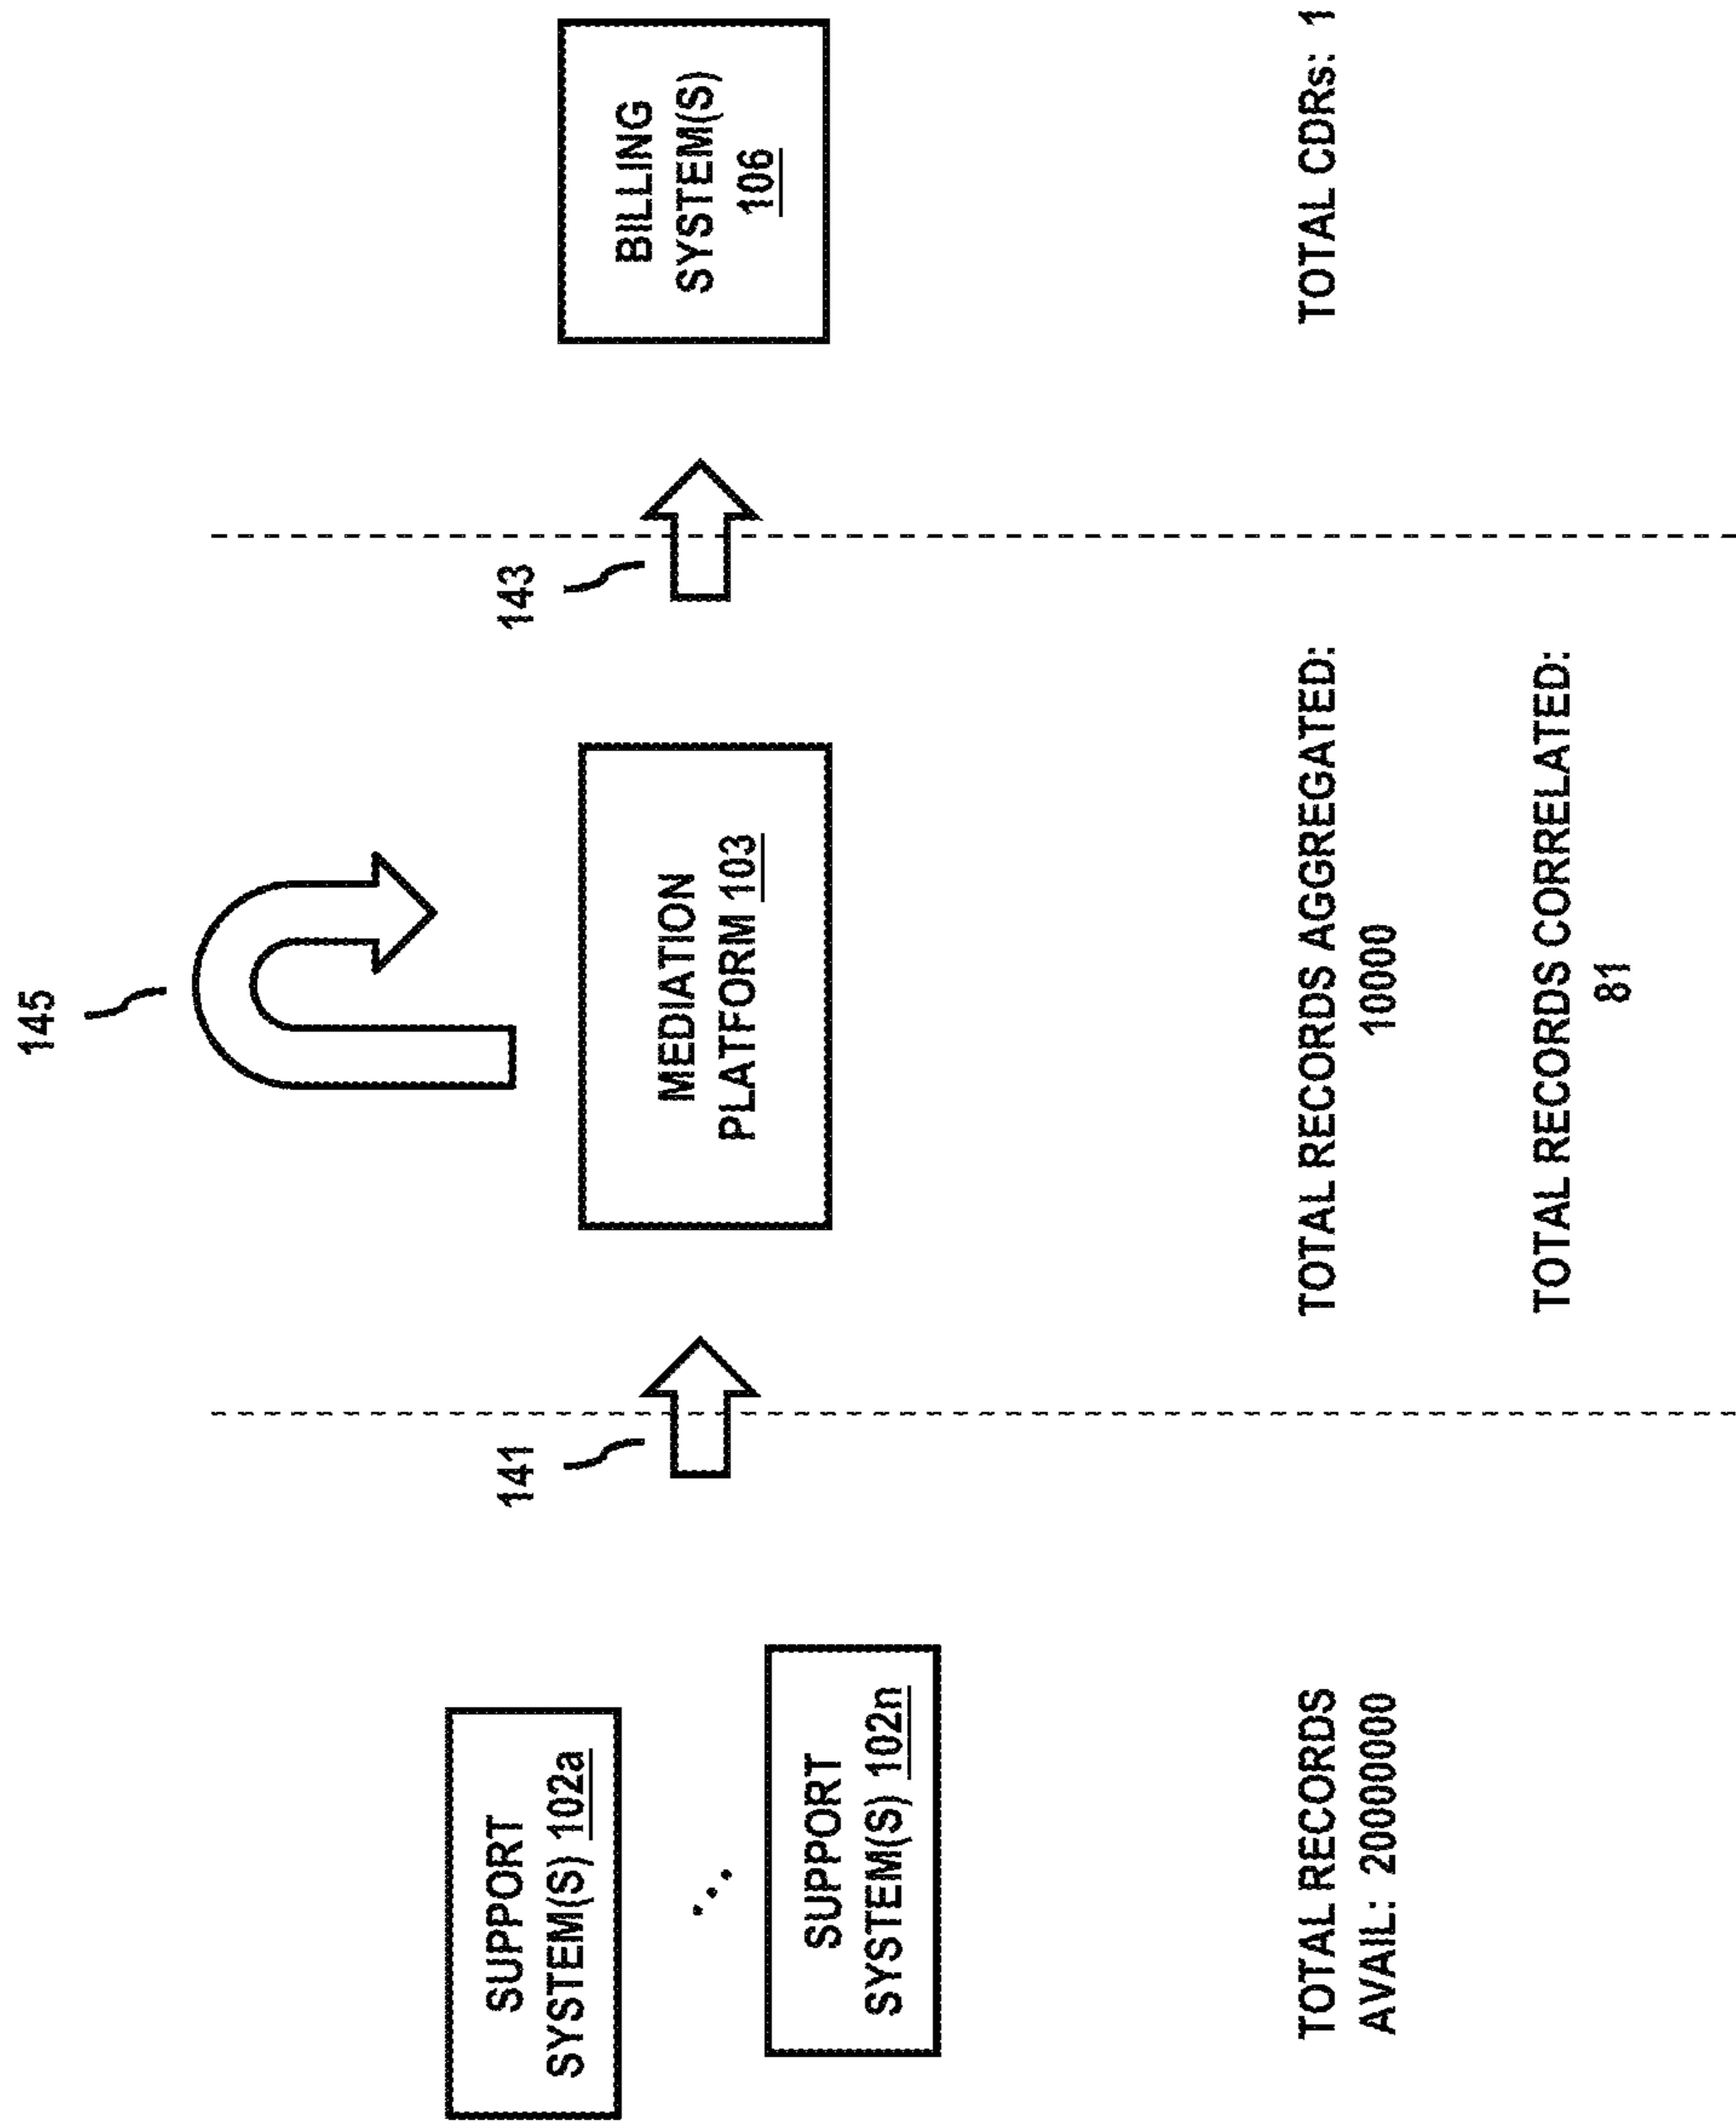 145
SUPPORT
SYSTEM(S) 102a
SUPPORT
SYSTEM(S) 102n
141
MEDIATION
PLATFORM 103
143
BILLING
SYSTEM(S)
106
TOTAL RECORDS
AVAIL: 2000000
TOTAL RECORDS AGGREGATED:
10000
TOTAL RECORDS CORRELATED:
81
TOTAL CDRs: 1